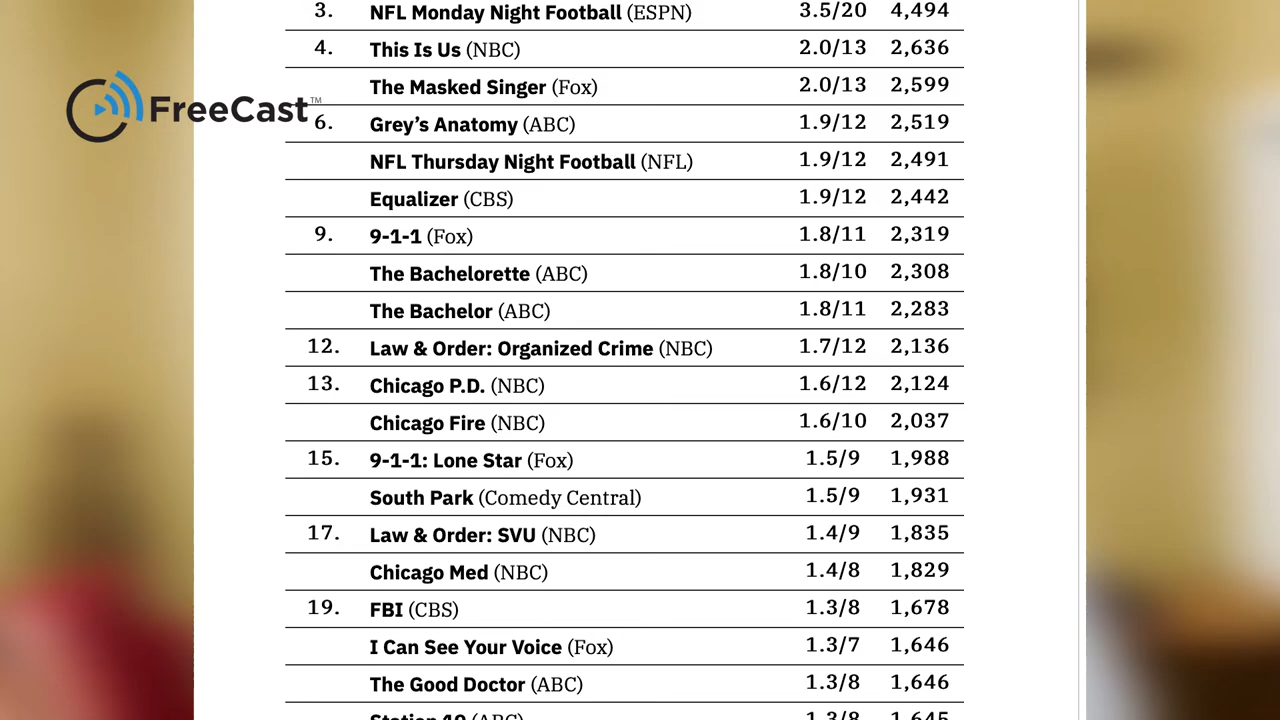 3. NFL Monday Night Football (ESPN) 3.5/20 4,494
4. This Is Us (NBC) 2.0/13 2,636
The Masked Singer (Fox) 2.0/13 2,599
FreeCast™
6. Grey's Anatomy (ABC) 1.9/12 2,519
NFL Thursday Night Football (NFL) 1.9/12 2,491
Equalizer (CBS) 1.9/12 2,442
9. 9-1-1 (Fox) 1.8/11 2,319
The Bachelorette (ABC) 1.8/10 2,308
The Bachelor (ABC) 1.8/11 2,283
12. Law & Order: Organized Crime (NBC) 1.7/12 2,136
13. Chicago P.D. (NBC) 1.6/12 2,124
Chicago Fire (NBC) 1.6/10 2,037
15. 9-1-1: Lone Star (Fox) 1.5/9 1,988
South Park (Comedy Central) 1.5/9 1,931
17. Law & Order: SVU (NBC) 1.4/9 1,835
Chicago Med (NBC) 1.4/8 1,829
19. FBI (CBS) 1.3/8 1,678
I Can See Your Voice (Fox) 1.3/7 1,646
The Good Doctor (ABC) 1.3/8 1,646
Station 19 (ABC) 1.3/8 1,645